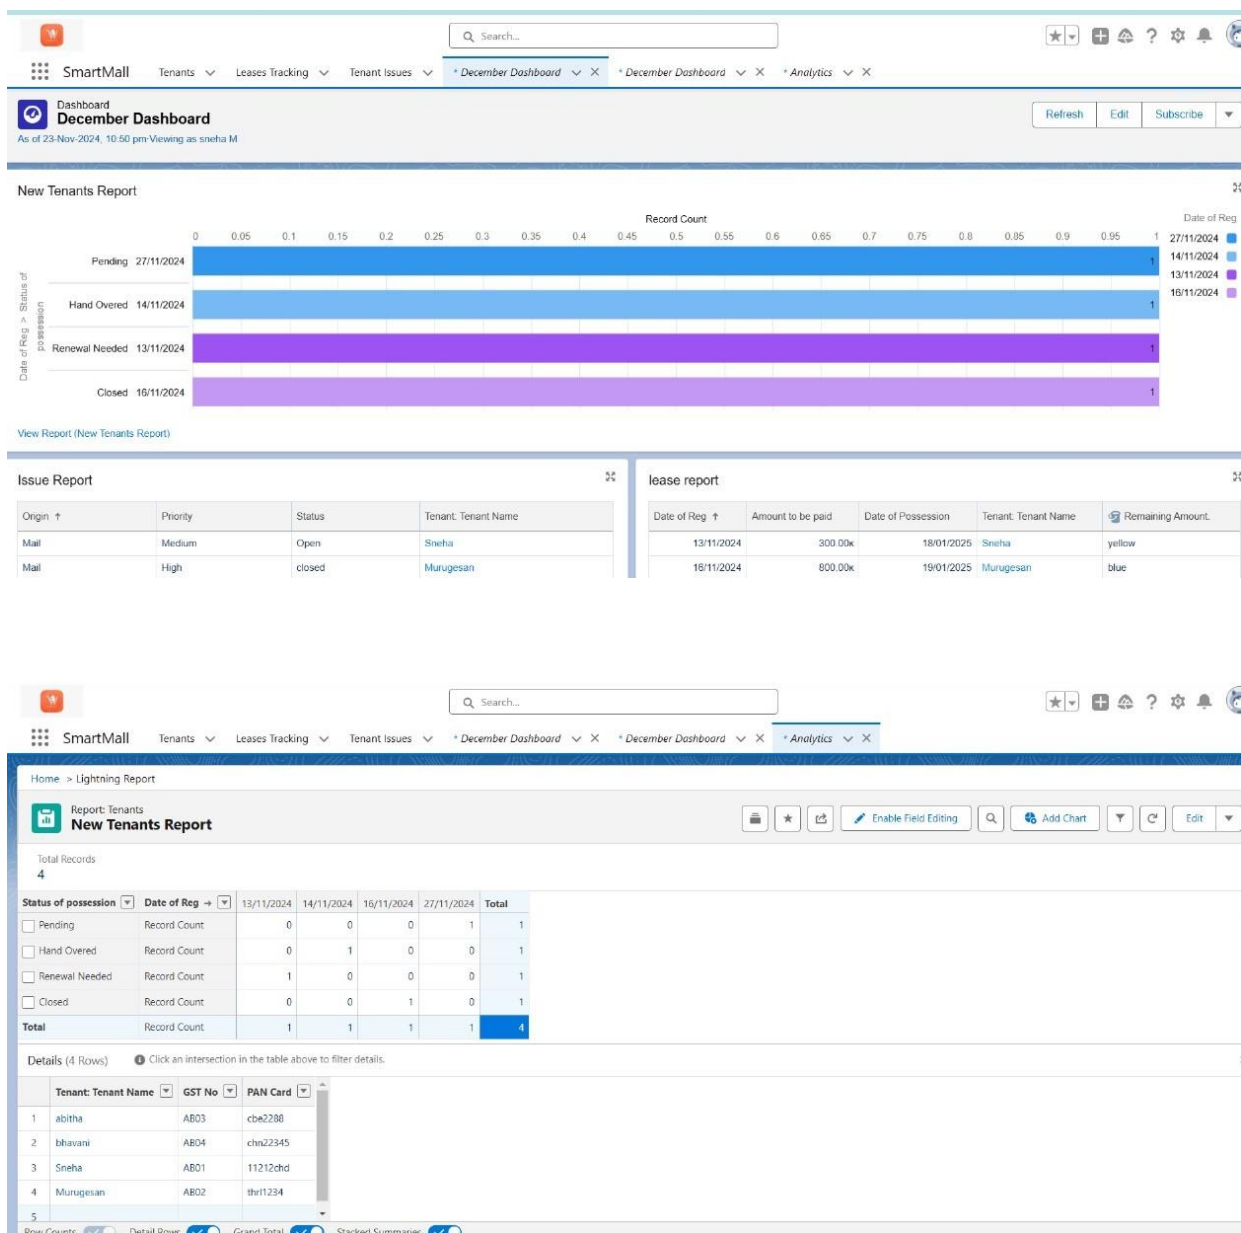 Search...
SmartMall Tenants Leases Tracking Tenant Issues * December Dashboard * December Dashboard * Analytics
Dashboard
December Dashboard
Refresh Edit Subscribe
As of 23-Nov-2024, 10:50 pm·Viewing as sneha M
New Tenants Report
Record Count
Date of Reg
0 0.05 0.1 0.15 0.2 0.25 0.3 0.35 0.4 0.45 0.5 0.55 0.6 0.65 0.7 0.75 0.8 0.85 0.9 0.95 1
27/11/2024
14/11/2024
13/11/2024
16/11/2024
Date of Reg > Status of possession
Pending 27/11/2024 1
Hand Overed 14/11/2024 1
Renewal Needed 13/11/2024 1
Closed 16/11/2024 1
View Report (New Tenants Report)
Issue Report
Origin ↑ Priority Status Tenant: Tenant Name
Mail Medium Open Sneha
Mail High closed Murugesan
lease report
Date of Reg ↑ Amount to be paid Date of Possession Tenant: Tenant Name Remaining Amount.
13/11/2024 300.00K 18/01/2025 Sneha yellow
16/11/2024 800.00K 19/01/2025 Murugesan blue
Search...
SmartMall Tenants Leases Tracking Tenant Issues * December Dashboard * December Dashboard * Analytics
Home > Lightning Report
Report: Tenants
New Tenants Report
Enable Field Editing Add Chart Edit
Total Records
4
Status of possession Date of Reg → 13/11/2024 14/11/2024 16/11/2024 27/11/2024 Total
Pending Record Count 0 0 0 1 1
Hand Overed Record Count 0 1 0 0 1
Renewal Needed Record Count 1 0 0 0 1
Closed Record Count 0 0 1 0 1
Total Record Count 1 1 1 1 4
Details (4 Rows) Click an intersection in the table above to filter details.
Tenant: Tenant Name GST No PAN Card
1 abitha AB03 cbe2288
2 bhavani AB04 chn22345
3 Sneha AB01 11212chd
4 Murugesan AB02 thrl1234
5
Row Counts Detail Rows Grand Total Stacked Summaries